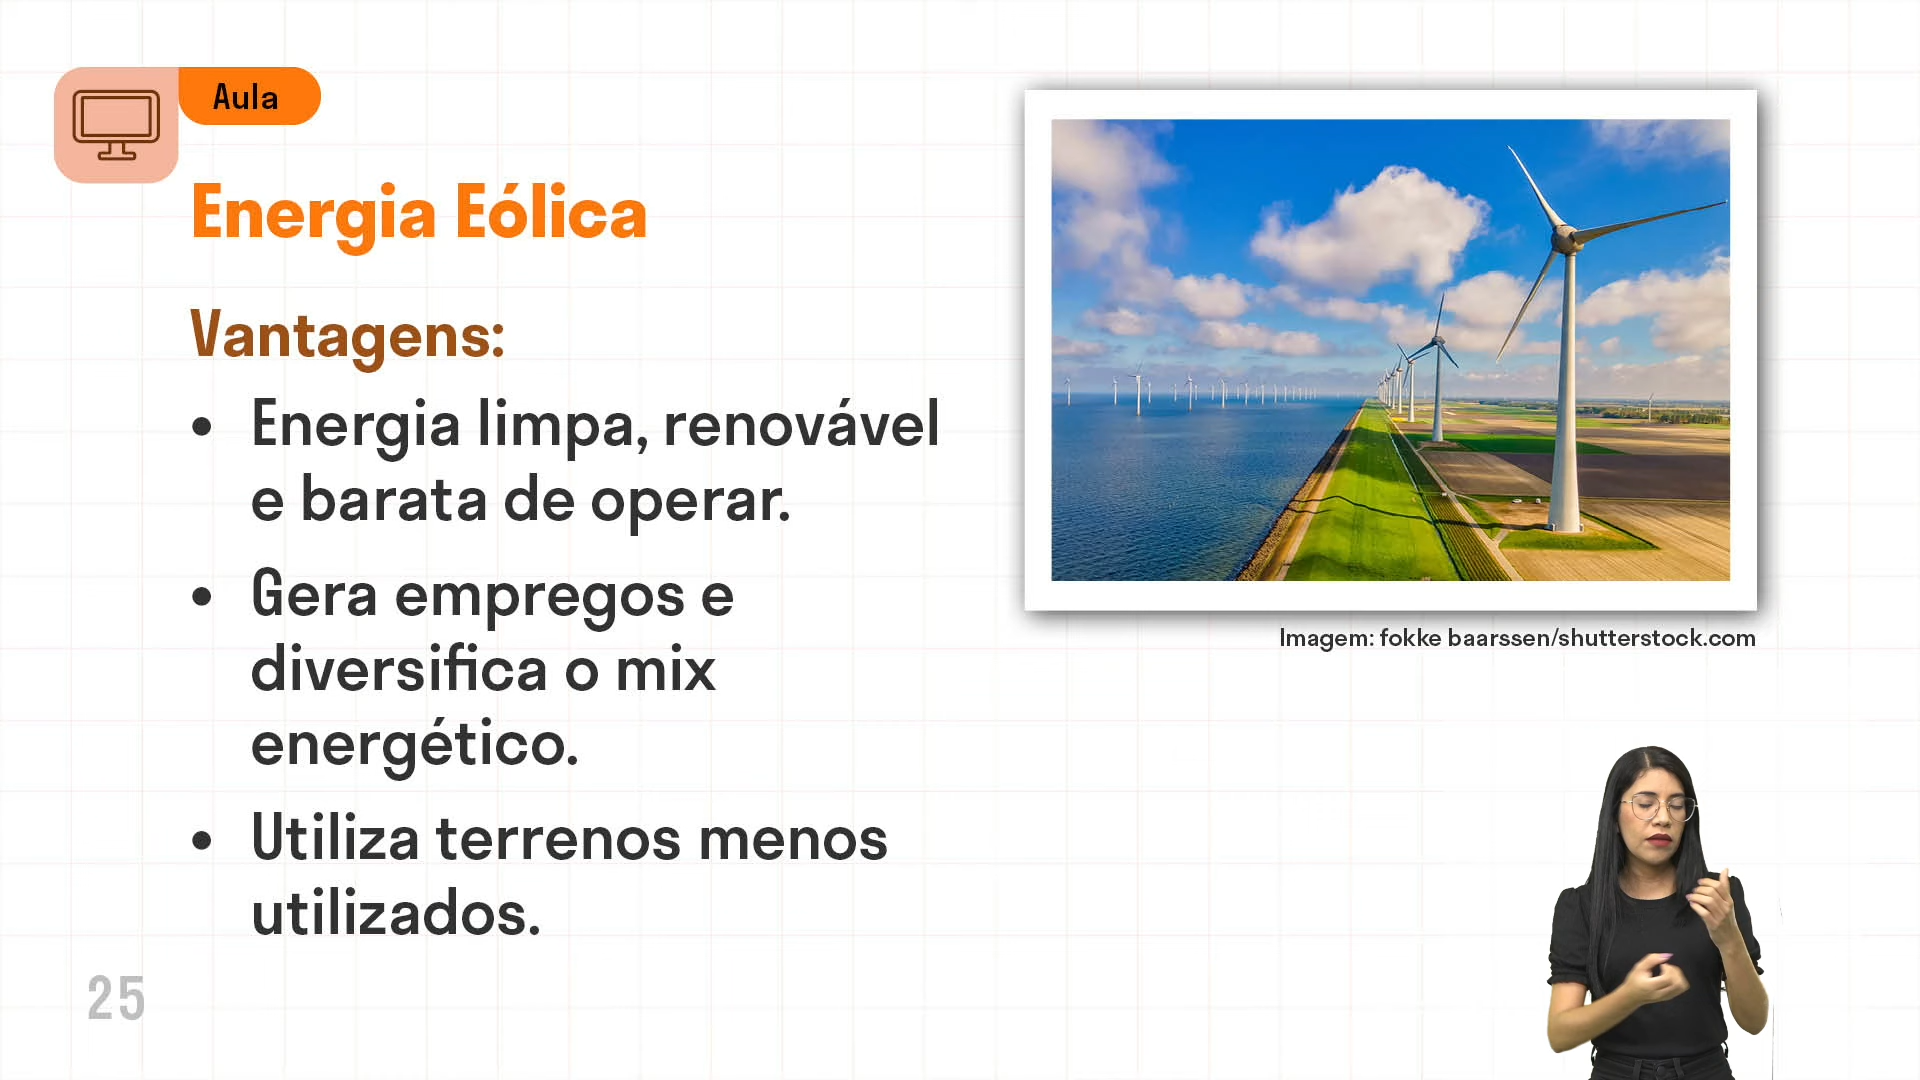 Aula
Energia Eólica
Vantagens:
• Energia limpa, renovável
e barata de operar.
• Gera empregos e
diversifica o mix
energético.
• Utiliza terrenos menos
utilizados.
Imagem: fokke baarssen/shutterstock.com
25